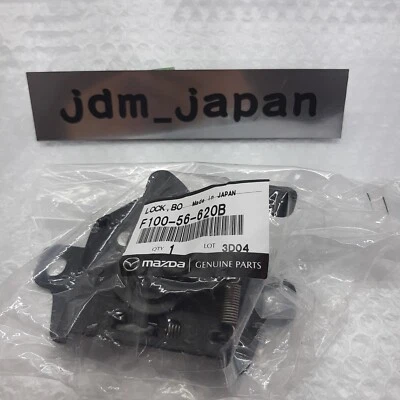 jdm_japan
LOCK, BO Made in JAPAN
F100-56-620B
QTY 1 LOT 3D04
mazda GENUINE PARTS